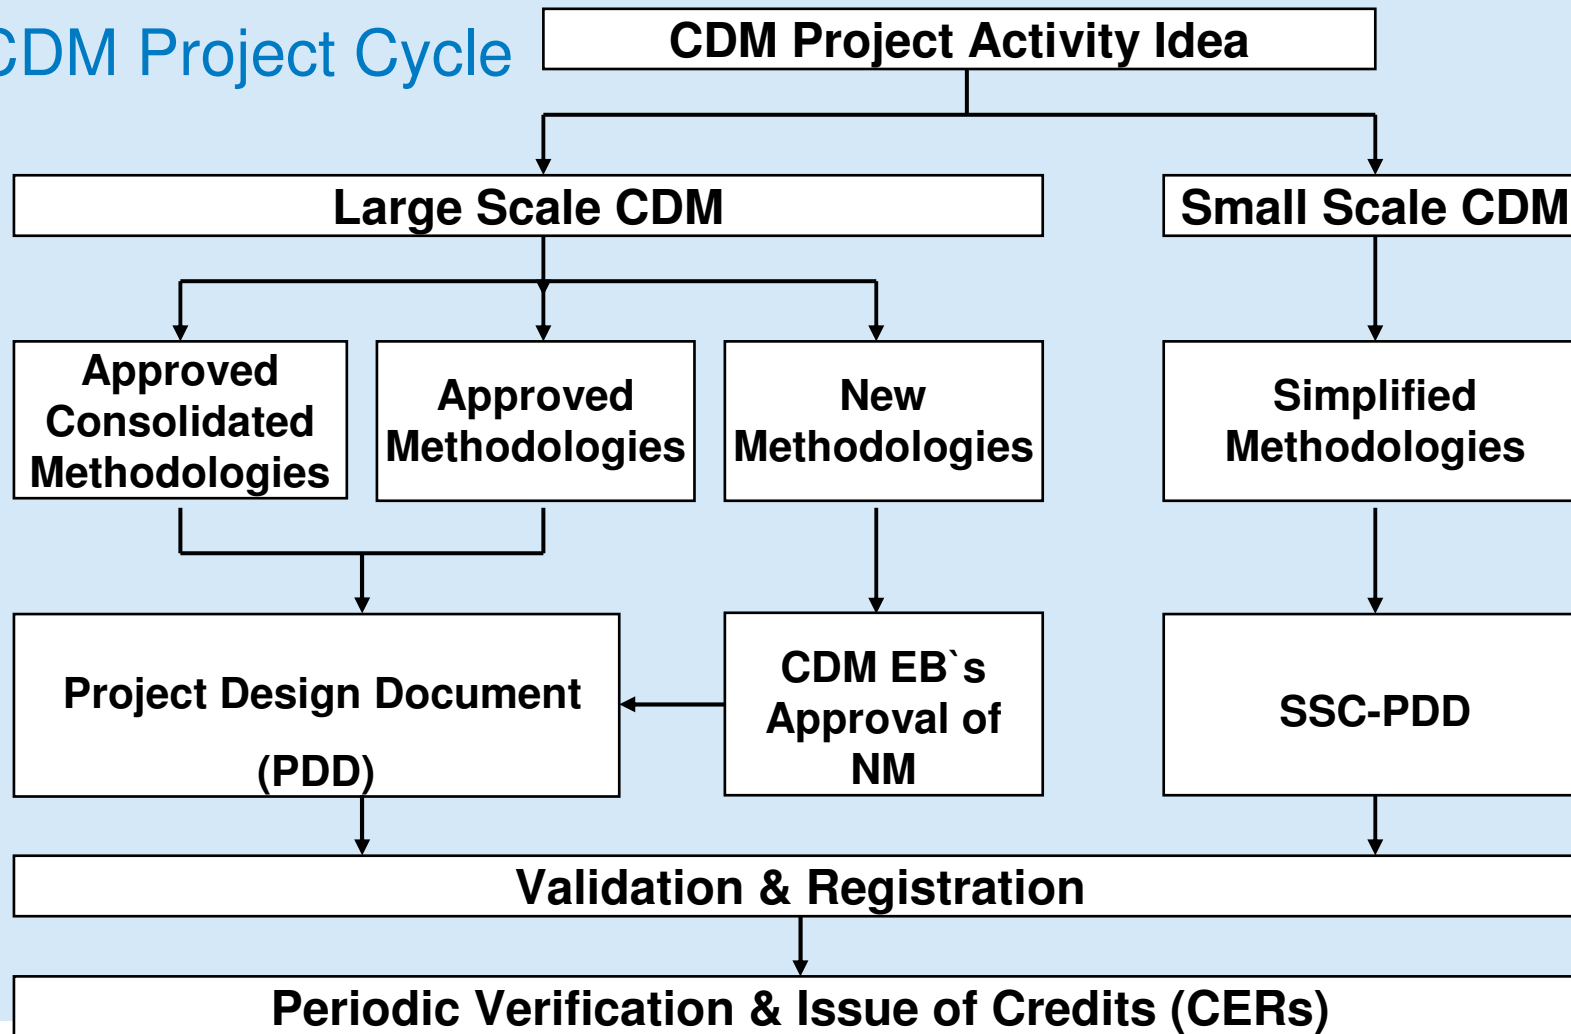 CDM Project Cycle
CDM Project Activity Idea
Large Scale CDM
Small Scale CDM
Approved
Consolidated
Methodologies
Approved
Methodologies
New
Methodologies
Simplified
Methodologies
Project Design Document
(PDD)
CDM EB`s
Approval of
NM
SSC-PDD
Validation & Registration
Periodic Verification & Issue of Credits (CERs)